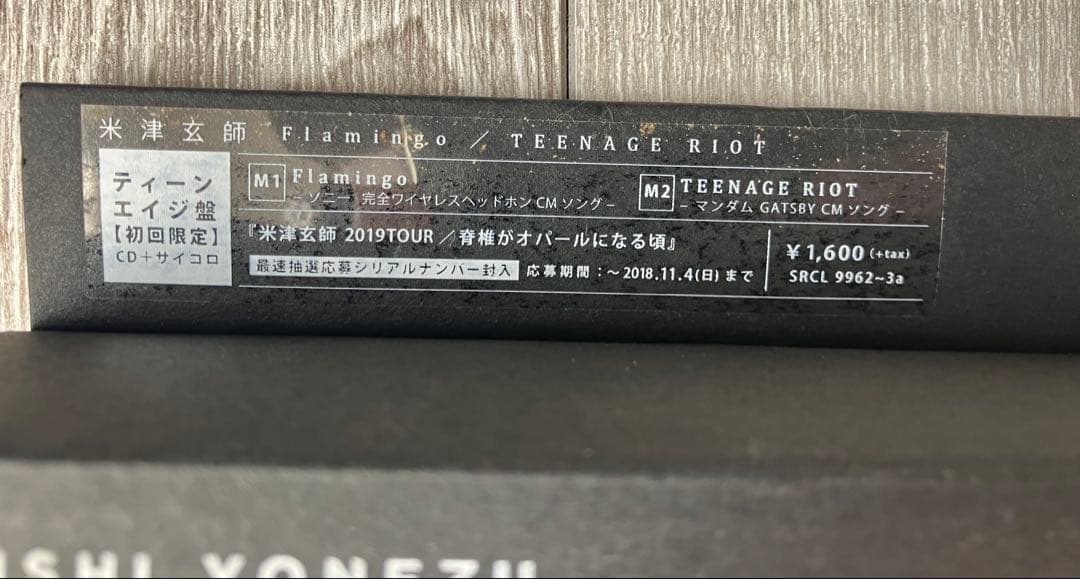 米津玄師 Flamingo / TEENAGE RIOT
ティーン
エイジ盤
【初回限定】
CD+サイコロ
M1 Flamingo
– ソニー 完全ワイヤレスヘッドホン CM ソング –
M2 TEENAGE RIOT
– マンダム GATSBY CM ソング –
『米津玄師 2019TOUR / 脊椎がオパールになる頃』
最速抽選応募シリアルナンバー封入 応募期間:~2018.11.4(日)まで
¥1,600(+tax)
SRCL 9962~3a
SHI YONEZU